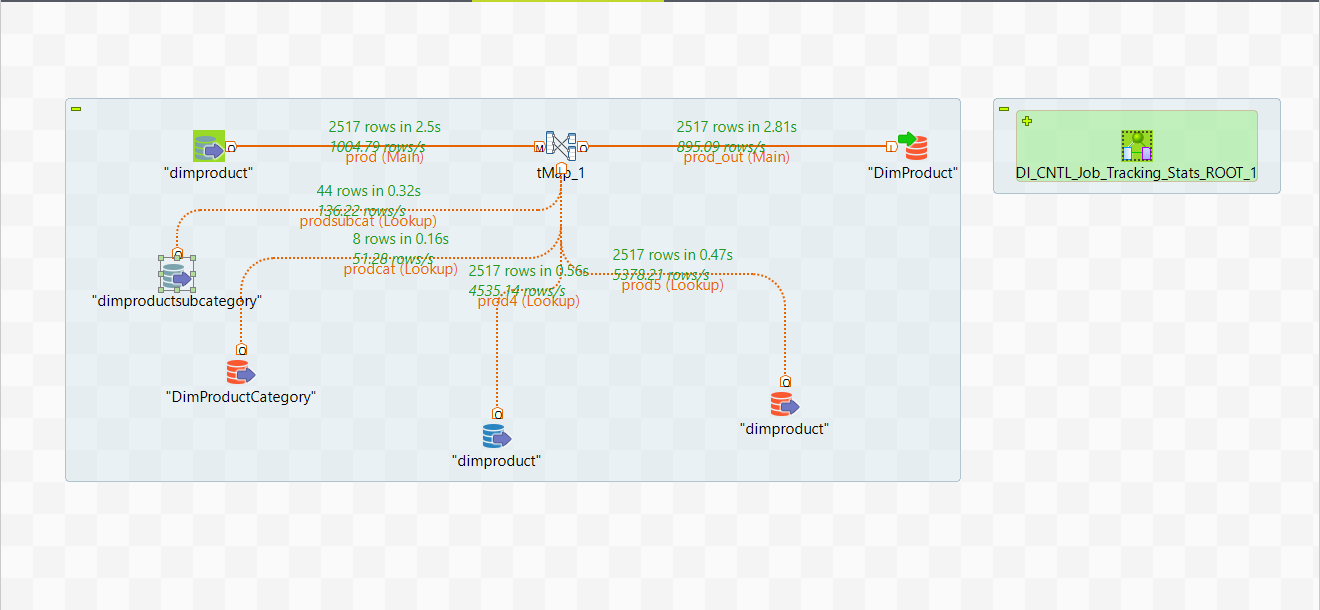 2517 rows in 2.5s
1004.79 rows/s
prod (Main)
2517 rows in 2.81s
895.09 rows/s
prod_out (Main)
O
M
O
I
"dimproduct"
tMap_1
"DimProduct"
DI_CNTL_Job_Tracking_Stats_ROOT_1
44 rows in 0.32s
136.22 rows/s
prodsubcat (Lookup)
8 rows in 0.16s
51.28 rows/s
prodcat (Lookup)
2517 rows in 0.56s
4535.14 rows/s
prod4 (Lookup)
2517 rows in 0.47s
5378.21 rows/s
prod5 (Lookup)
O
"dimproductsubcategory"
O
"DimProductCategory"
O
"dimproduct"
O
"dimproduct"